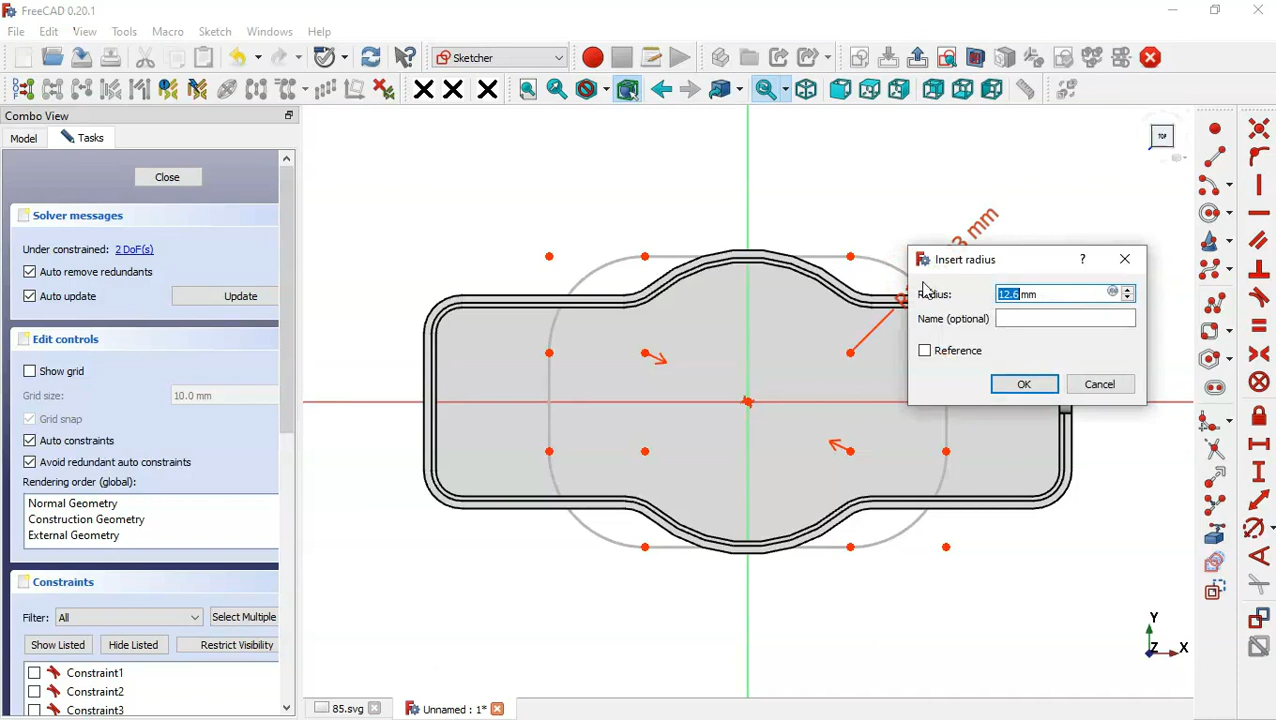 FreeCAD 0.20.1
File Edit View Tools Macro Sketch Windows Help
Sketcher
Combo View
Model Tasks
Close
Solver messages
Under constrained: 2 DoF(s)
Auto remove redundants
Auto update Update
Edit controls
Show grid
Grid size: 10.0 mm
Grid snap
Auto constraints
Avoid redundant auto constraints
Rendering order (global):
Normal Geometry
Construction Geometry
External Geometry
Constraints
Filter: All Select Multiple
Show Listed Hide Listed Restrict Visibility
Constraint1
Constraint2
Constraint3
TOP
mm
Insert radius ?
Radius: 12.6 mm
Name (optional)
Reference
OK Cancel
Y
Z X
85.svg Unnamed : 1*